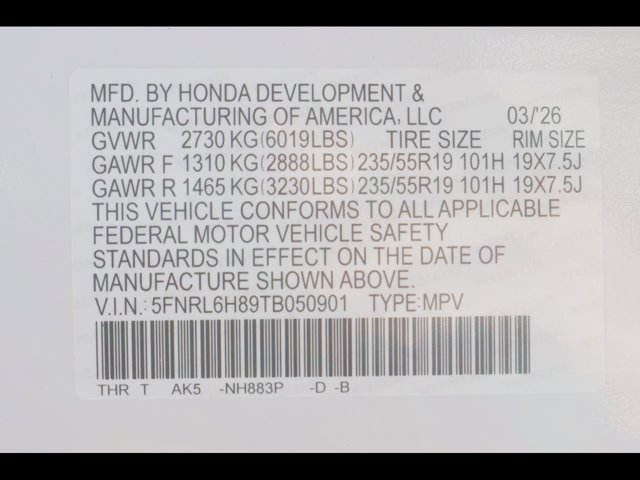 MFD. BY HONDA DEVELOPMENT &
MANUFACTURING OF AMERICA, LLC 03/'26
GVWR 2730 KG (6019LBS) TIRE SIZE RIM SIZE
GAWR F 1310 KG (2888LBS) 235/55R19 101H 19X7.5J
GAWR R 1465 KG (3230LBS) 235/55R19 101H 19X7.5J
THIS VEHICLE CONFORMS TO ALL APPLICABLE
FEDERAL MOTOR VEHICLE SAFETY
STANDARDS IN EFFECT ON THE DATE OF
MANUFACTURE SHOWN ABOVE.
V.I.N.: 5FNRL6H89TB050901 TYPE:MPV
THR T AK5 -NH883P -D -B